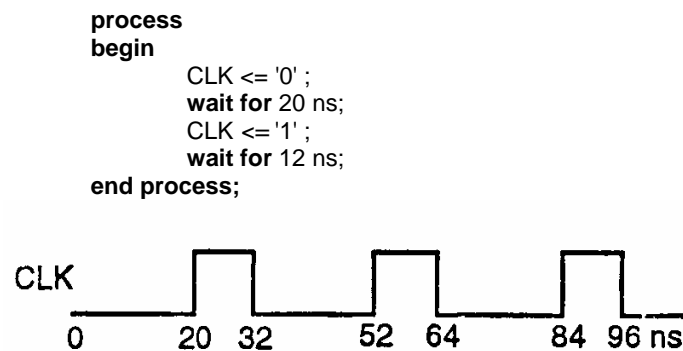 process
begin
CLK <= '0' ;
wait for 20 ns;
CLK <= '1' ;
wait for 12 ns;
end process;
CLK
0 20 32 52 64 84 96 ns